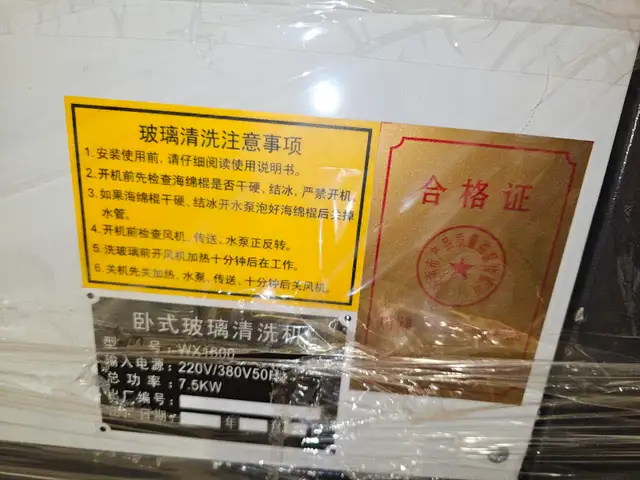 玻璃清洗注意事项
1. 安装使用前，请仔细阅读使用说明书。
2. 开机前先检查海绵棍是否干硬、结冰，严禁开机。
3. 如果海绵棍干硬、结冰开水泵泡好海绵棍后关掉
水管。
4. 开机前检查风机、传送、水泵正反转。
5. 洗玻璃前开风机加热十分钟后在工作。
6. 关机先关加热、水泵、传送、十分钟后关风机。
合格证
卧式玻璃清洗机
型 号：WX1600
输入电源：220V/380V50H
总功率：7.5KW
出厂编号：
日期： 年